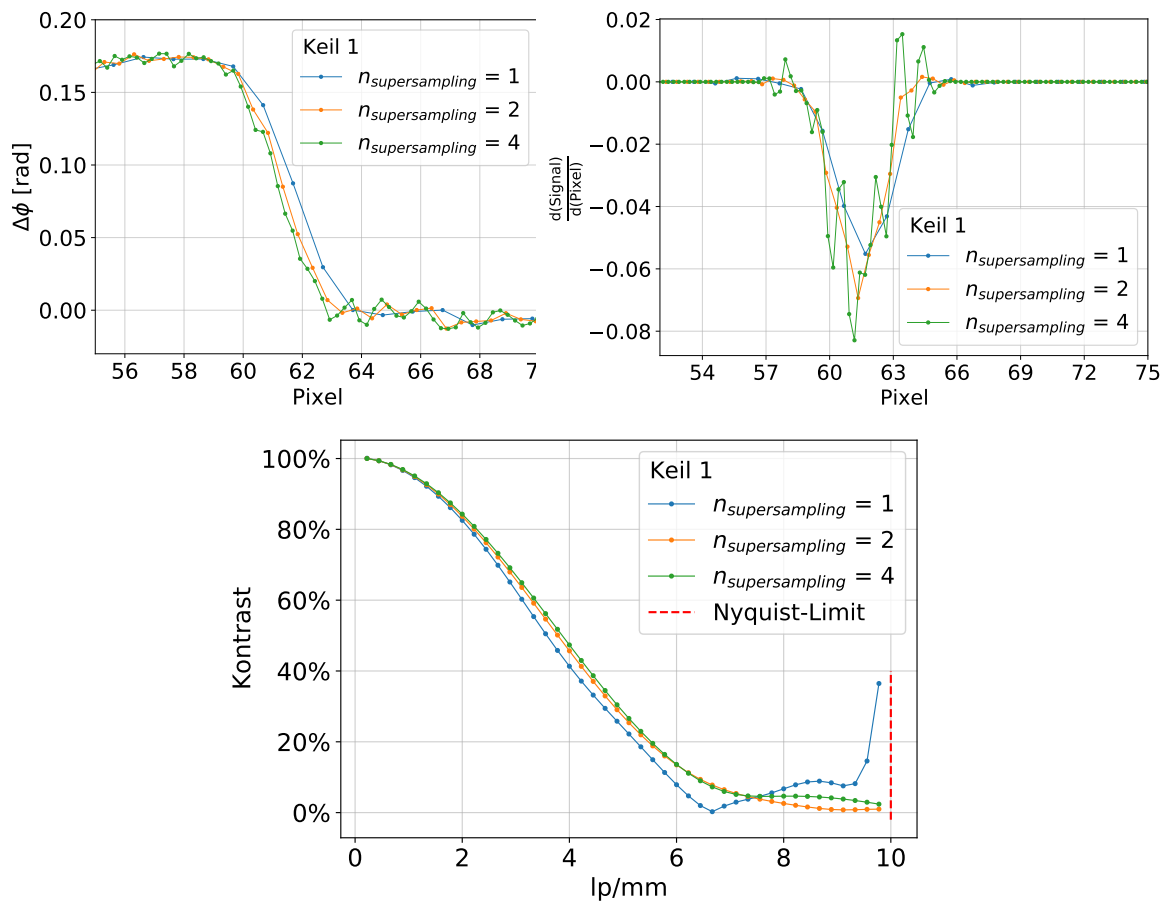 0.20
0.15
0.10
0.05
0.00
Δϕ [rad]
56 58 60 62 64 66 68 7
Pixel
Keil 1
n_supersampling = 1
n_supersampling = 2
n_supersampling = 4
0.02
0.00
−0.02
−0.04
−0.06
−0.08
d(Signal)
d(Pixel)
54 57 60 63 66 69 72 75
Pixel
Keil 1
n_supersampling = 1
n_supersampling = 2
n_supersampling = 4
100%
80%
60%
40%
20%
0%
Kontrast
0 2 4 6 8 10
lp/mm
Keil 1
n_supersampling = 1
n_supersampling = 2
n_supersampling = 4
Nyquist-Limit